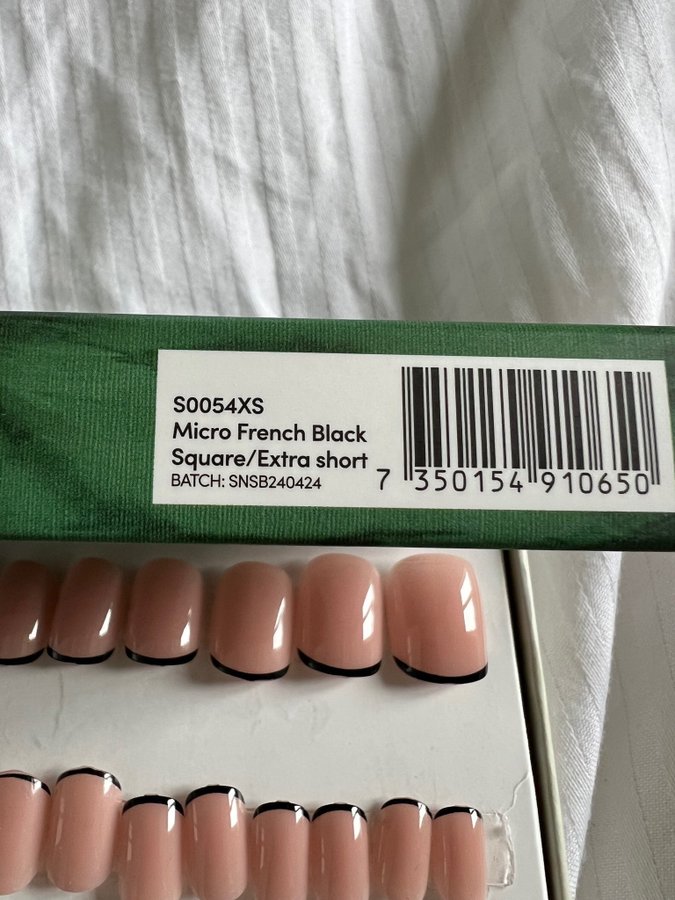 S0054XS
Micro French Black
Square/Extra short
BATCH: SNSB240424
7 350154 910650